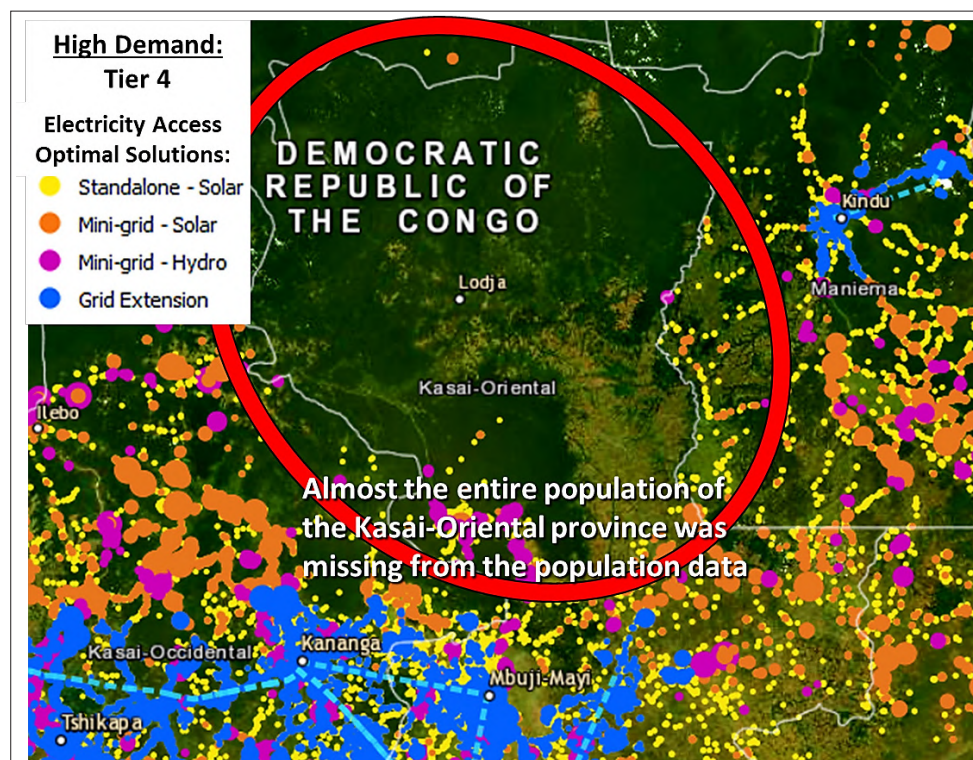 High Demand:
Tier 4
Electricity Access
Optimal Solutions:
Standalone - Solar
Mini-grid - Solar
Mini-grid - Hydro
Grid Extension
DEMOCRATIC
REPUBLIC OF
THE CONGO
Kindu
Lodja
Maniema
Kasai-Oriental
Ilebo
Almost the entire population of
the Kasai-Oriental province was
missing from the population data
Kananga
Kasai-Occidental
Mbuji-Mayi
Tshikapa